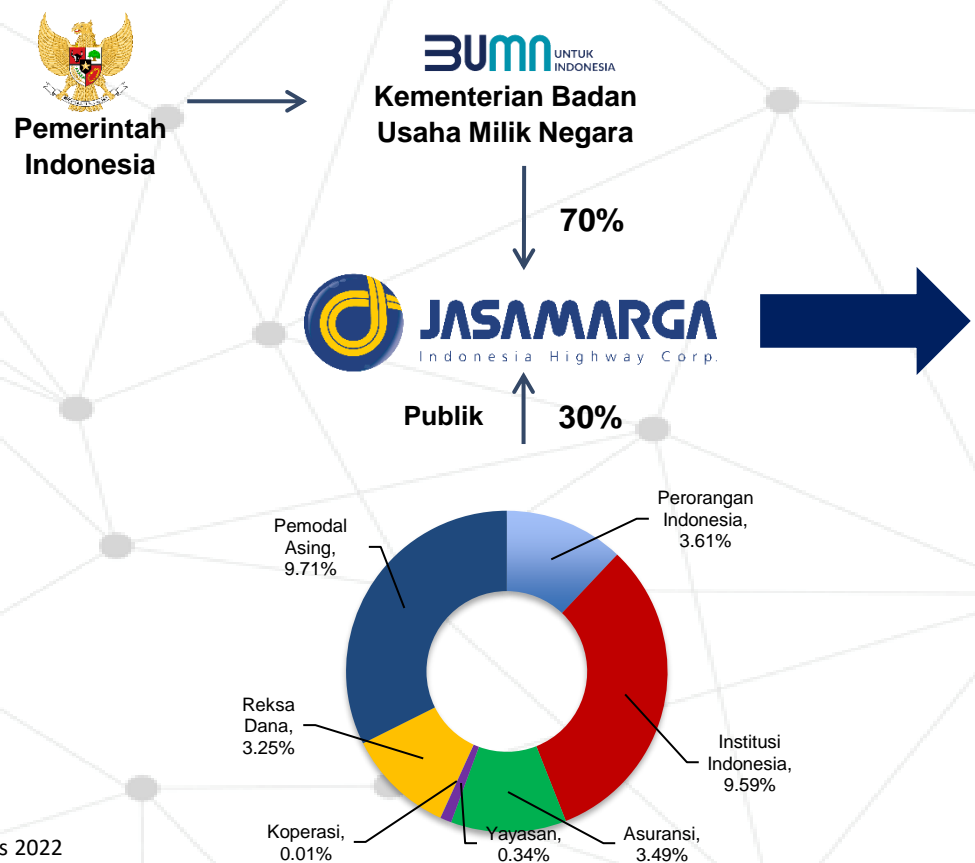 BUMN UNTUK
INDONESIA
Pemerintah
Indonesia
Kementerian Badan
Usaha Milik Negara
70%
JASAMARGA
Indonesia Highway Corp.
Publik
30%
Perorangan
Indonesia,
3.61%
Pemodal
Asing,
9.71%
Reksa
Dana,
3.25%
Institusi
Indonesia,
9.59%
Koperasi,
0.01%
Yayasan,
0.34%
Asuransi,
3.49%
s 2022